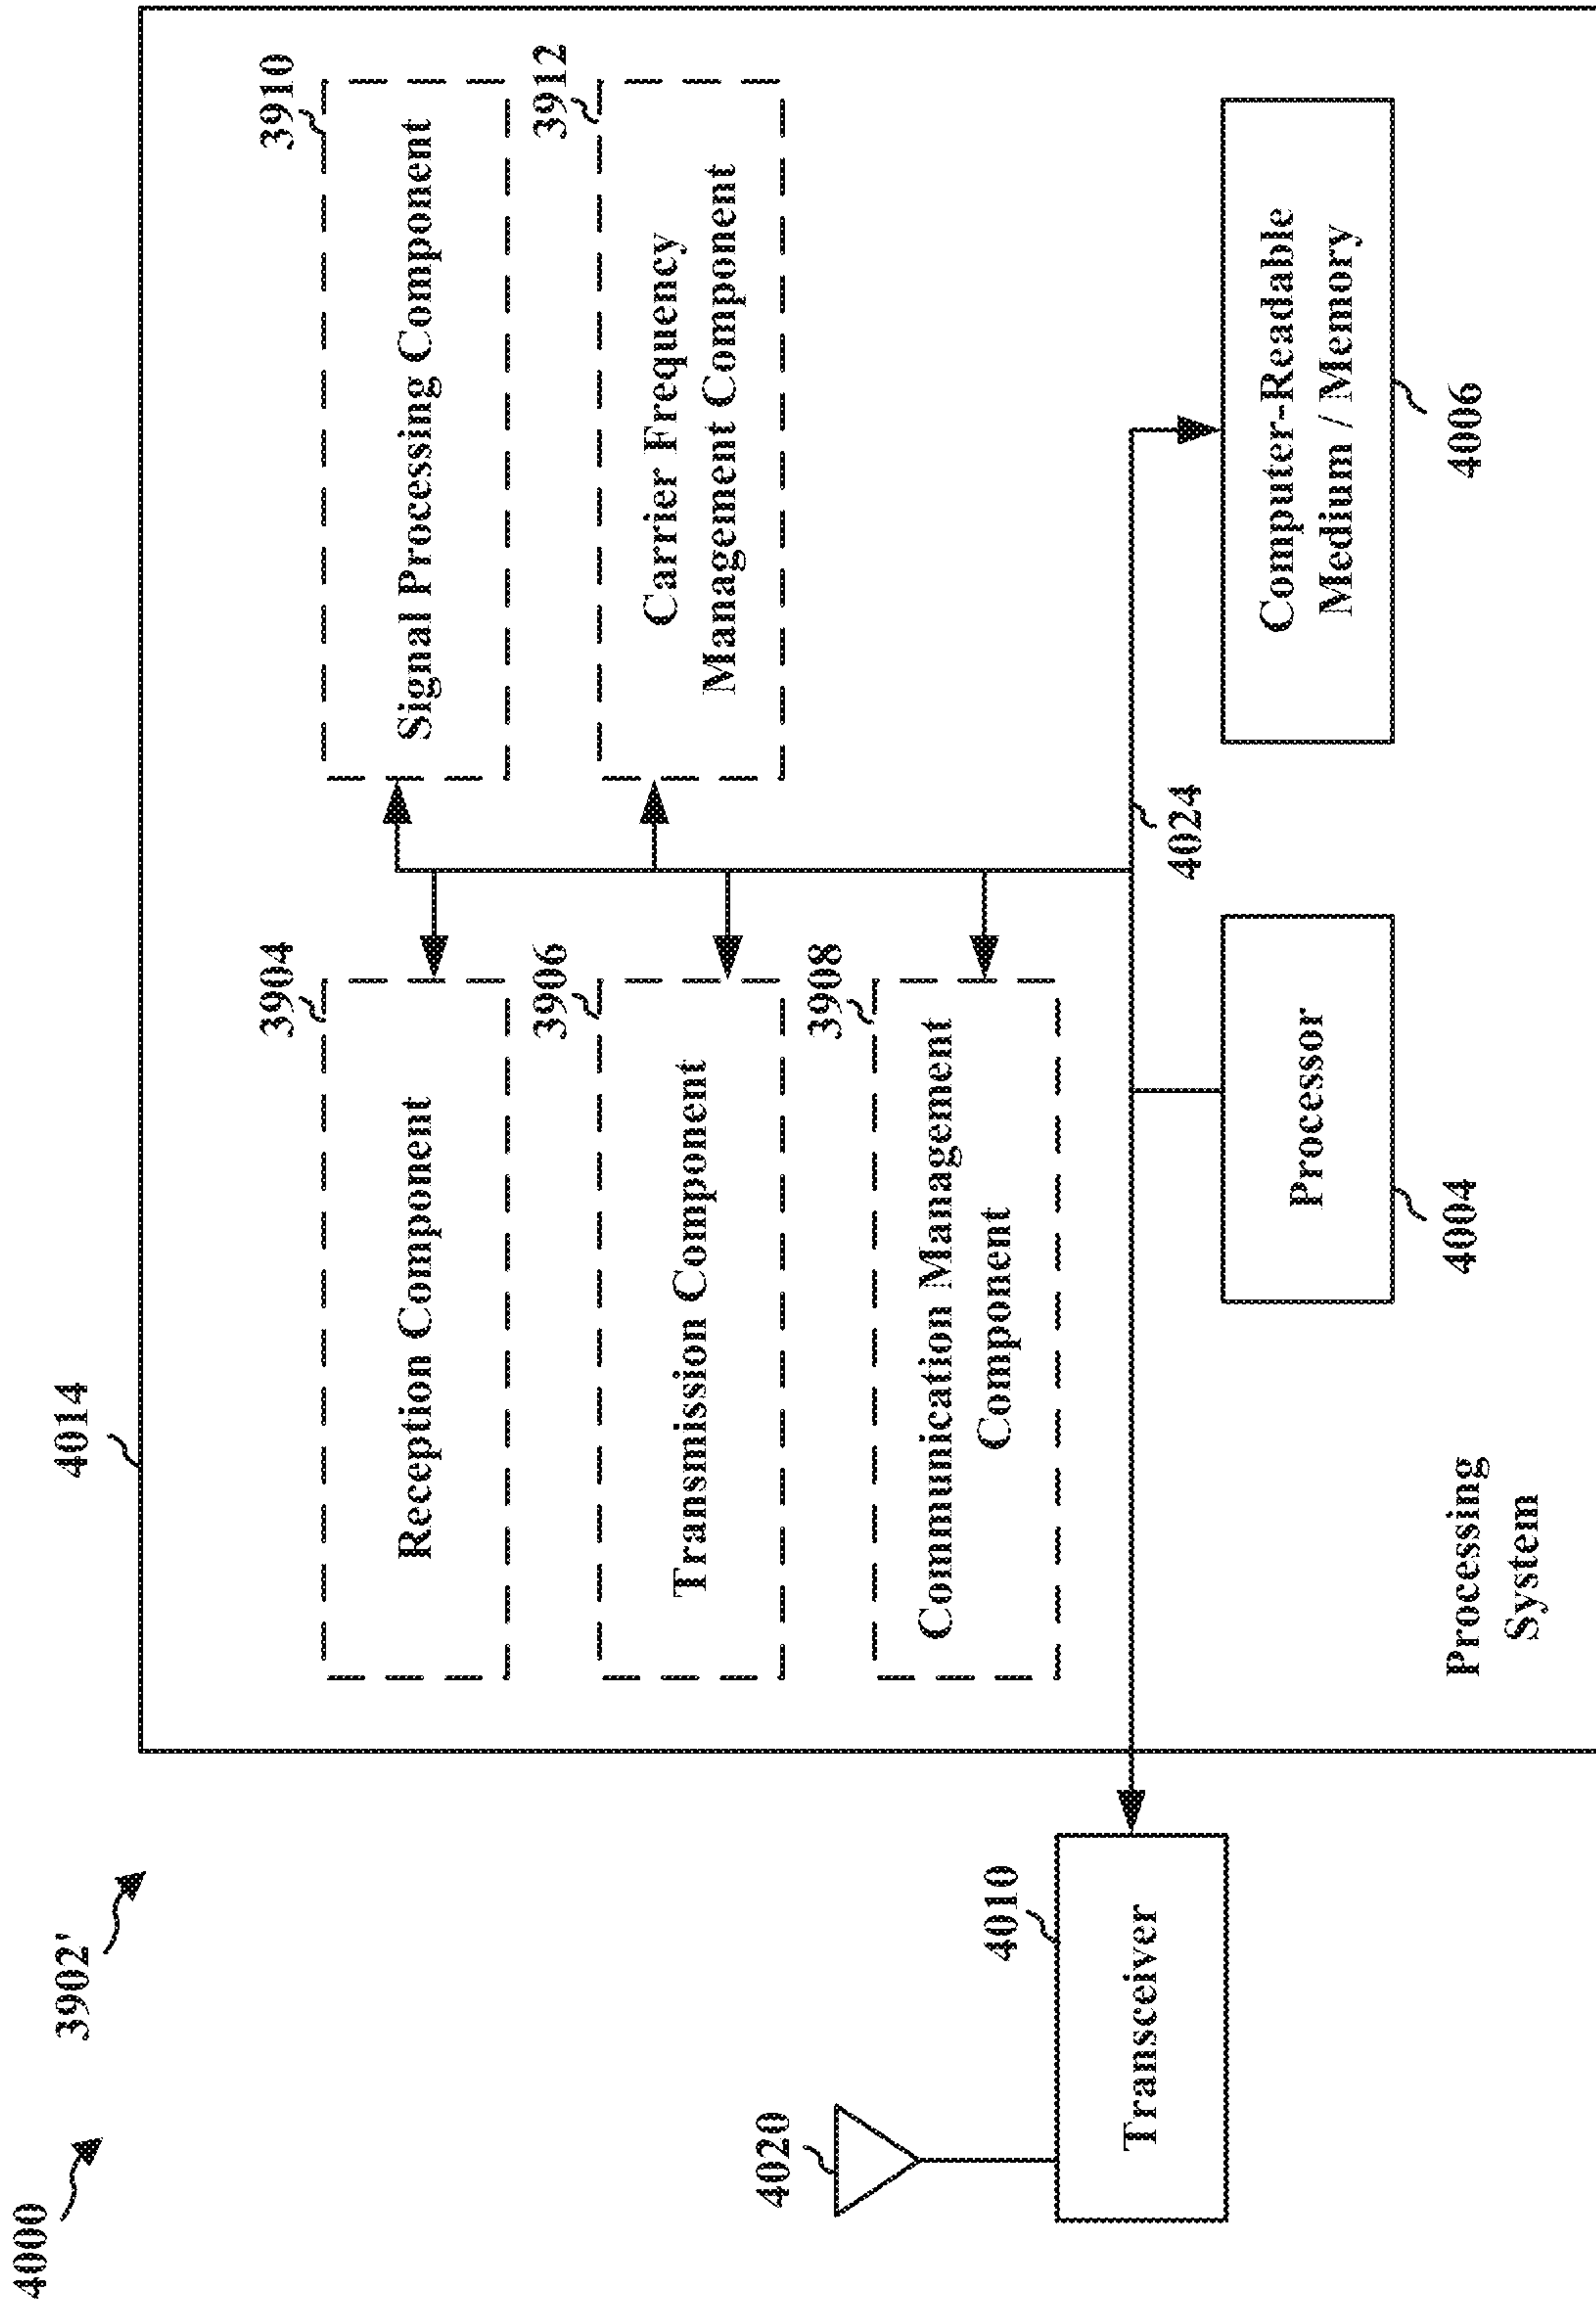 4000
3902'
4014
3904
Reception Component
3910
Signal Processing Component
3906
Transmission Component
3912
Carrier Frequency
Management Component
3908
Communication Management
Component
4020
4010
Transceiver
4024
Processor
4004
Computer-Readable
Medium / Memory
4006
Processing
System